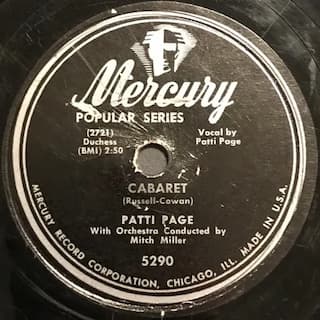 Mercury
POPULAR SERIES
(2721)
Duchess
(BMI) 2:50
Vocal by
Patti Page
CABARET
(Russell-Cowan)
PATTI PAGE
With Orchestra Conducted by
Mitch Miller
5290
MERCURY RECORD CORPORATION, CHICAGO, ILL. MADE IN U.S.A.